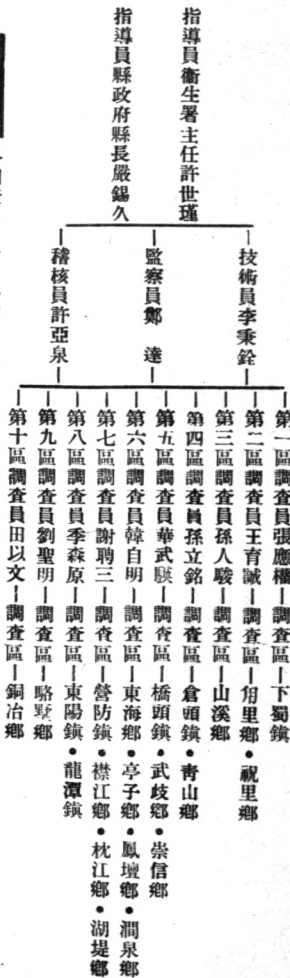 指導員衞生署主任許世瑾
指導員縣政府縣長嚴錫久
技術員李秉銓
監察員鄭　達
稽核員許亞泉
第一區調查員張應權—調查區—下蜀鎮
第二區調查員王育誠—調查區—甪里鄉・祝里鄉
第三區調查員孫人駿—調查區—山溪鄉
第四區調查員孫立銘—調查區—倉頭鎮・青山鄉
第五區調查員華武駿—調查區—橋頭鎮・武歧鄉・崇信鄉
第六區調查員韓自明—調查區—東海鄉・亭子鄉・鳳壇鄉・澗泉鄉
第七區調查員謝聘三—調查區—營防鎮・襟江鄉・枕江鄉・湖堤鄉
第八區調查員季森原—調查區—東陽鎮・龍潭鎮
第九區調查員劉聖明—調查區—駱墅鄉
第十區調查員田以文—調查區—銅冶鄉